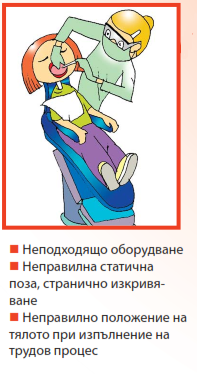 ■ Неподходящо оборудване
■ Неправилна статична
поза, странично изкривя-
ване
■ Неправилно положение на
тялото при изпълнение на
трудов процес